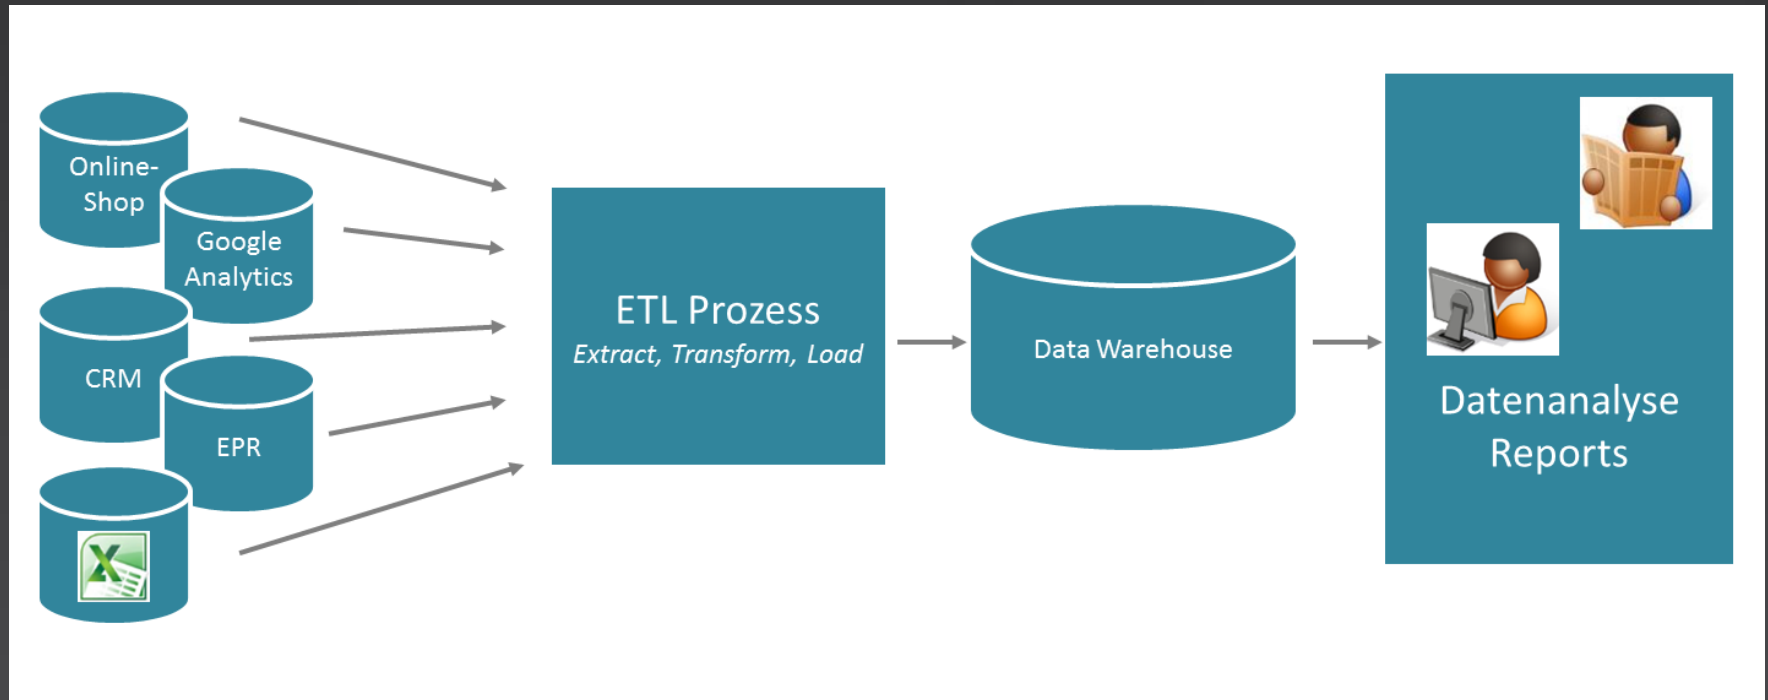 Online-
Shop
Google
Analytics
CRM
EPR
X
ETL Prozess
Extract, Transform, Load
Data Warehouse
Datenanalyse
Reports